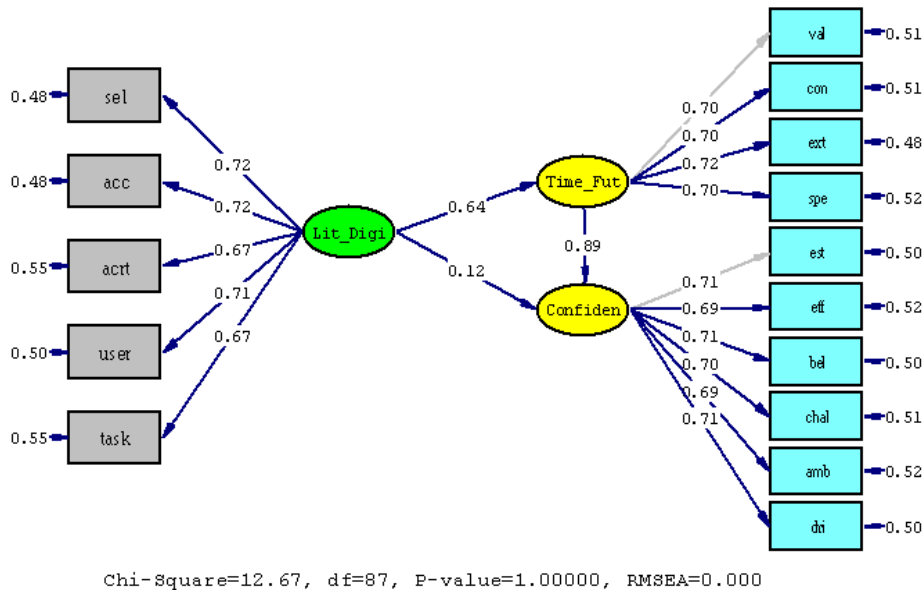 val
0.51
con
0.51
0.48
sel
0.70
0.70
ext
0.48
0.72
0.72
0.48
acc
Time_Fut
0.70
spe
0.52
0.72
0.64
Lit_Digi
0.67
0.89
est
0.50
0.55
acrt
0.12
0.71
0.71
Confiden
0.69
eff
0.52
0.67
0.71
0.50
user
0.70
bel
0.50
0.69
0.71
chal
0.51
0.55
task
amb
0.52
dri
0.50
Chi-Square=12.67, df=87, P-value=1.00000, RMSEA=0.000